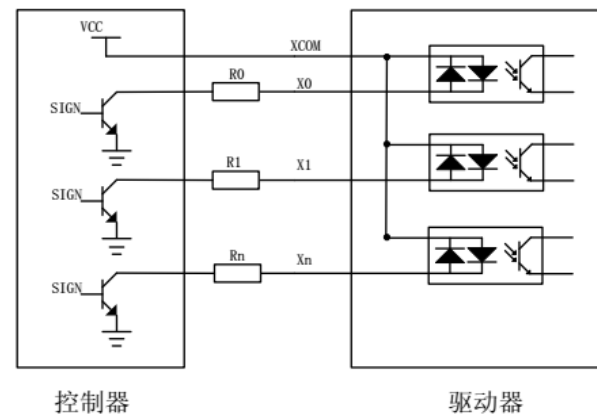 VCC
XCOM
R0
X0
SIGN
R1
X1
SIGN
Rn
Xn
SIGN
控制器
驱动器